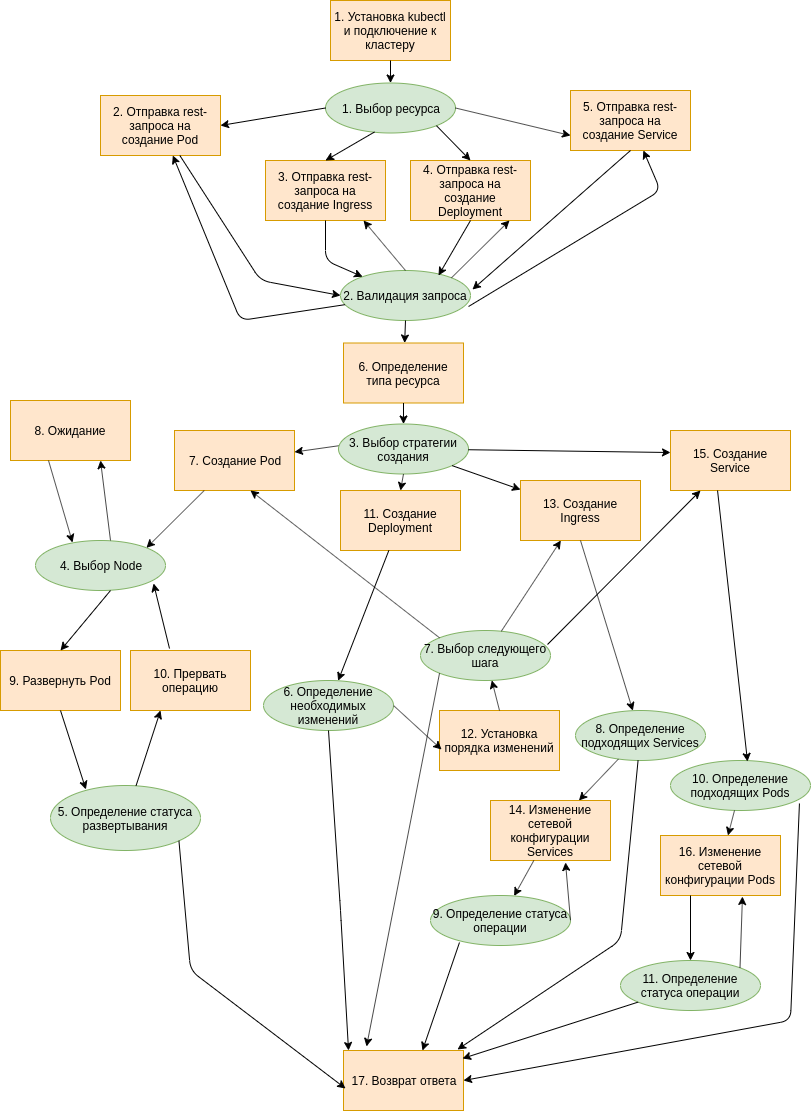 1. Установка kubectl
и подключение к
кластеру
1. Выбор ресурса
2. Отправка rest-
запроса на
создание Pod
5. Отправка rest-
запроса на
создание Service
3. Отправка rest-
запроса на
создание Ingress
4. Отправка rest-
запроса на
создание
Deployment
2. Валидация запроса
6. Определение
типа ресурса
3. Выбор стратегии
создания
8. Ожидание
7. Создание Pod
15. Создание
Service
11. Создание
Deployment
13. Создание
Ingress
4. Выбор Node
7. Выбор следующего
шага
9. Развернуть Pod
10. Прервать
операцию
6. Определение
необходимых
изменений
12. Установка
порядка изменений
8. Определение
подходящих Services
10. Определение
подходящих Pods
5. Определение статуса
развертывания
14. Изменение
сетевой
конфигурации
Services
16. Изменение
сетевой
конфигурации Pods
9. Определение статуса
операции
11. Определение
статуса операции
17. Возврат ответа